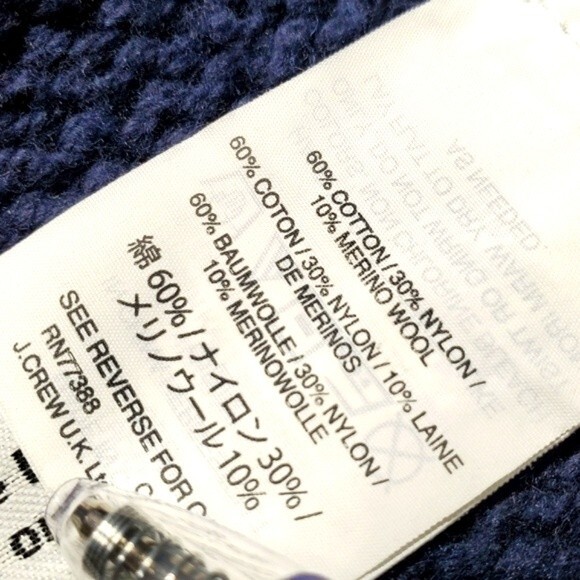 60% COTTON / 30% NYLON /
10% MERINO WOOL
60% COTON / 30% NYLON / 10% LAINE
DE MERINOS
60% BAUMWOLLE / 30% NYLON /
10% MERINOWOLLE
綿 60% / ナイロン 30% /
メリノウール 10%
SEE REVERSE FOR
RN77388
J.CREW U.K.